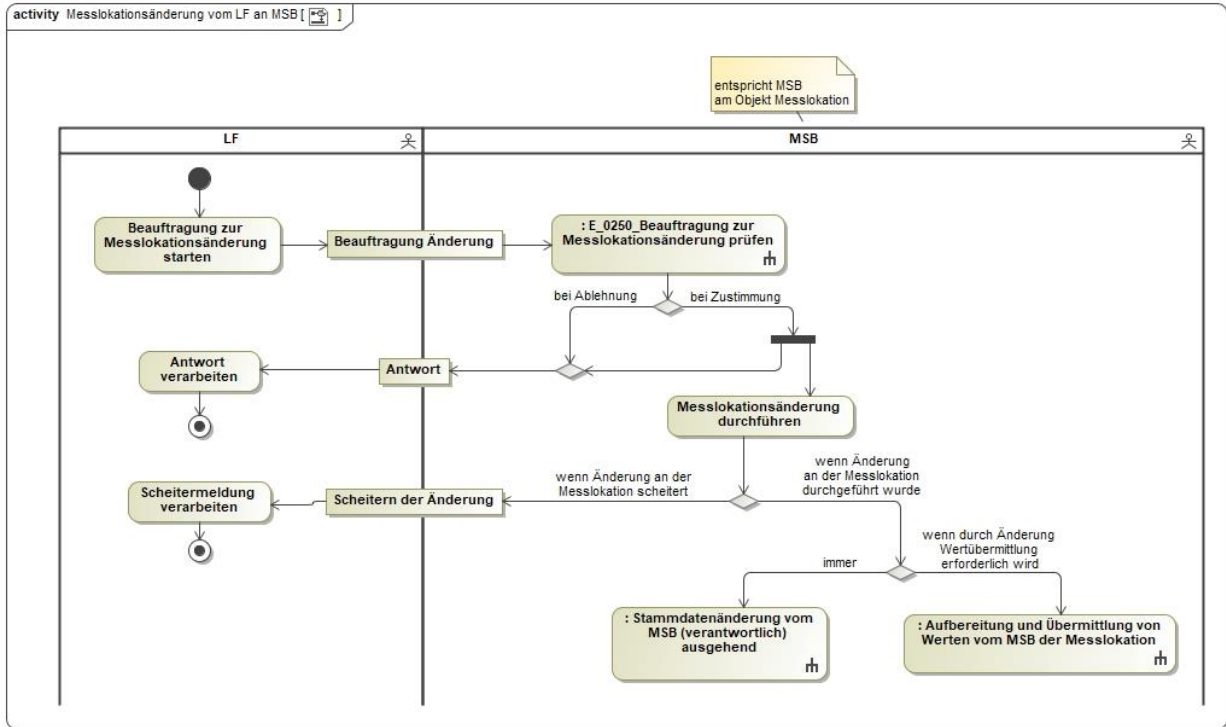 activity Messlokationsänderung vom LF an MSB [ ]
entspricht MSB
am Objekt Messlokation
LF
MSB
Beauftragung zur
Messlokationsänderung
starten
Beauftragung Änderung
: E_0250_Beauftragung zur
Messlokationsänderung prüfen
bei Ablehnung
bei Zustimmung
Antwort
verarbeiten
Antwort
Messlokationsänderung
durchführen
wenn Änderung an der
Messlokation scheitert
wenn Änderung
an der Messlokation
durchgeführt wurde
Scheitermeldung
verarbeiten
Scheitern der Änderung
immer
wenn durch Änderung
Wertübermittlung
erforderlich wird
: Stammdatenänderung vom
MSB (verantwortlich)
ausgehend
: Aufbereitung und Übermittlung von
Werten vom MSB der Messlokation